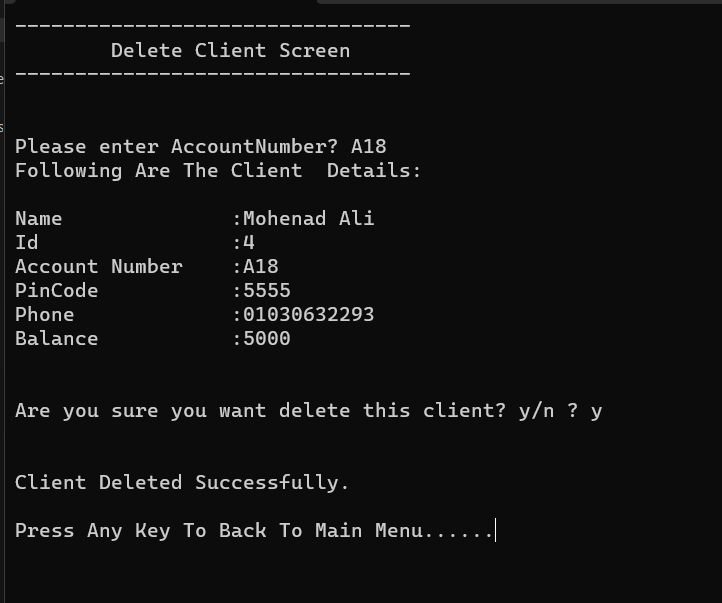 ---------------------------------
Delete Client Screen
---------------------------------
Please enter AccountNumber? A18
Following Are The Client  Details:
Name              :Mohenad Ali
Id                :4
Account Number    :A18
PinCode           :5555
Phone             :01030632293
Balance           :5000
Are you sure you want delete this client? y/n ? y
Client Deleted Successfully.
Press Any Key To Back To Main Menu......